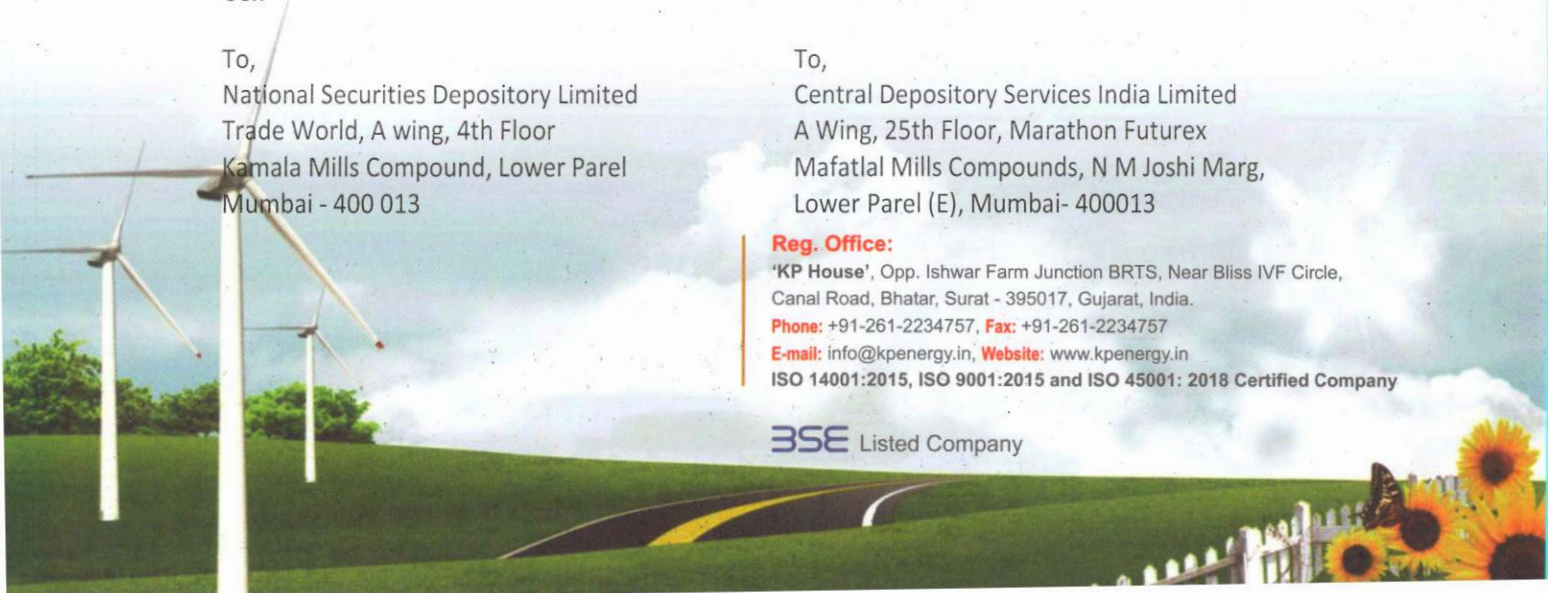 To,
National Securities Depository Limited
Trade World, A wing, 4th Floor
Kamala Mills Compound, Lower Parel
Mumbai - 400 013
To,
Central Depository Services India Limited
A Wing, 25th Floor, Marathon Futurex
Mafatlal Mills Compounds, N M Joshi Marg,
Lower Parel (E), Mumbai- 400013
Reg. Office:
'KP House', Opp. Ishwar Farm Junction BRTS, Near Bliss IVF Circle,
Canal Road, Bhatar, Surat - 395017, Gujarat, India.
Phone: +91-261-2234757, Fax: +91-261-2234757
E-mail: info@kpenergy.in, Website: www.kpenergy.in
ISO 14001:2015, ISO 9001:2015 and ISO 45001: 2018 Certified Company
BSE Listed Company